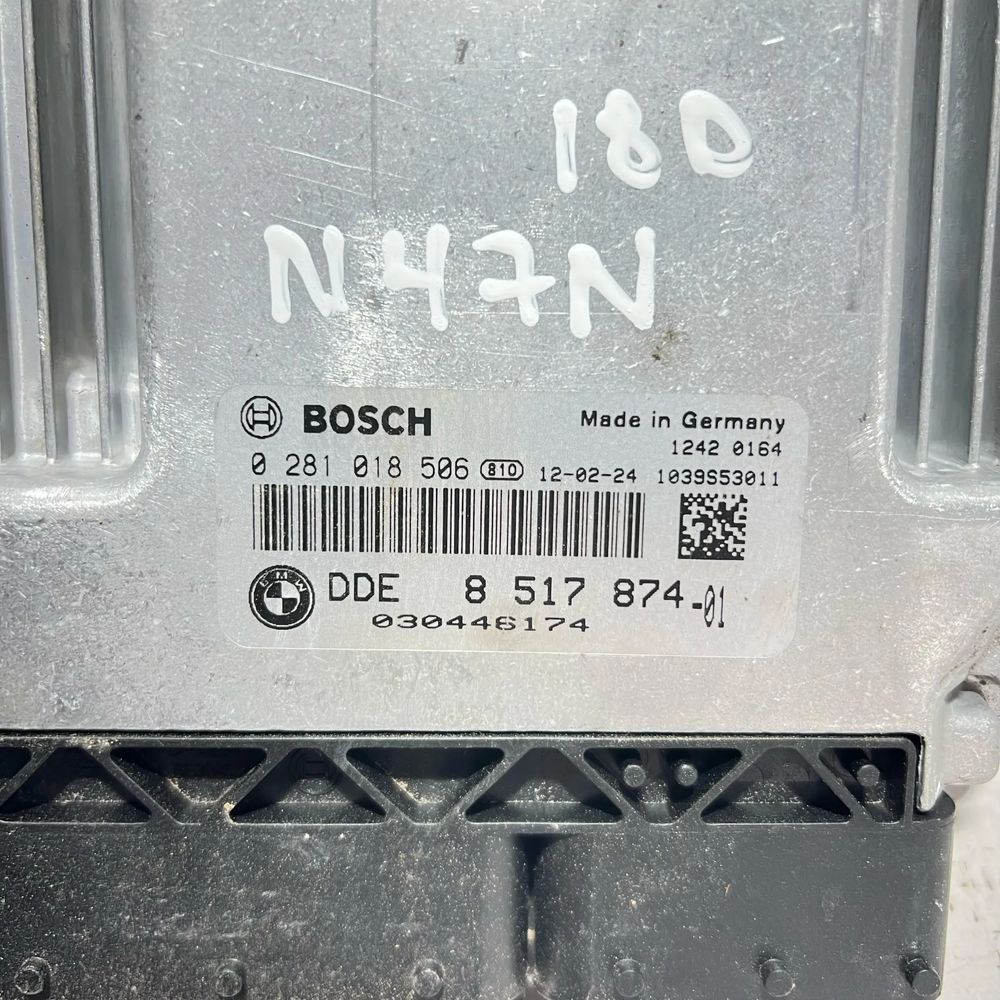 18D
N47N
BOSCH Made in Germany
1242 0164
0 281 018 506 810 12-02-24 1039S53011
BMW DDE 8 517 874-01
030446174